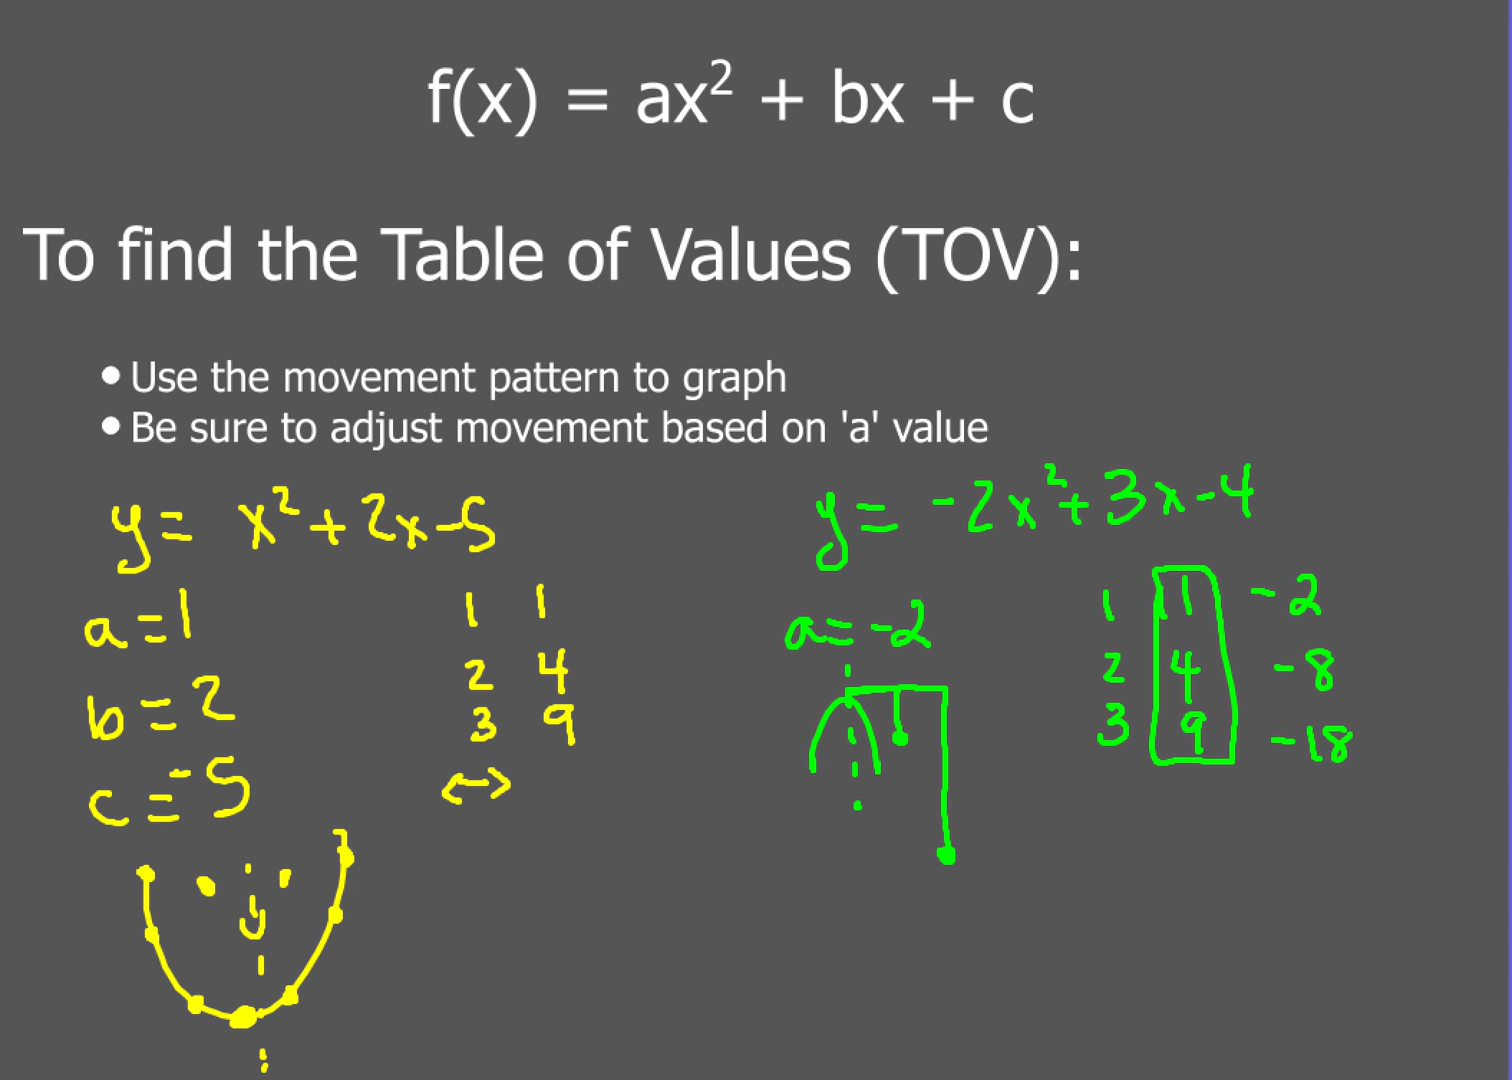 f(x) = ax² + bx + c
To find the Table of Values (TOV):
• Use the movement pattern to graph
• Be sure to adjust movement based on 'a' value
y = x² + 2x - 5
a = 1
b = 2
c = -5
1 1
2 4
3 9
y = -2x² + 3x - 4
a = -2
1 1 -2
2 4 -8
3 9 -18